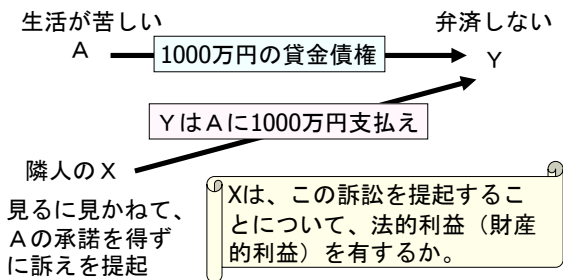 生活が苦しい
弁済しない
A
1000万円の貸金債権
Y
YはAに1000万円支払え
隣人のX
見るに見かねて、
Aの承諾を得ず
に訴えを提起
Xは、この訴訟を提起するこ
とについて、法的利益（財産
的利益）を有するか。